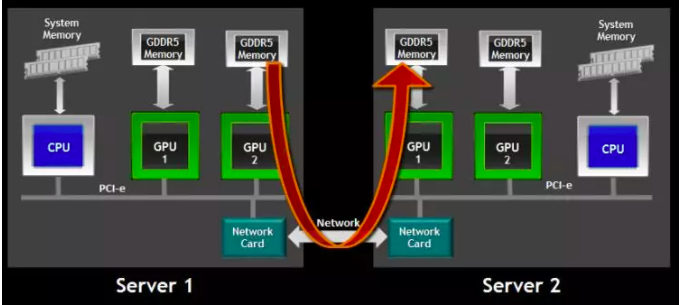 System
Memory
GDDR5
Memory
GDDR5
Memory
CPU
GPU
1
GPU
2
PCI-e
Network
Card
Server 1
Network
GDDR5
Memory
GDDR5
Memory
System
Memory
GPU
1
GPU
2
CPU
PCI-e
Network
Card
Server 2